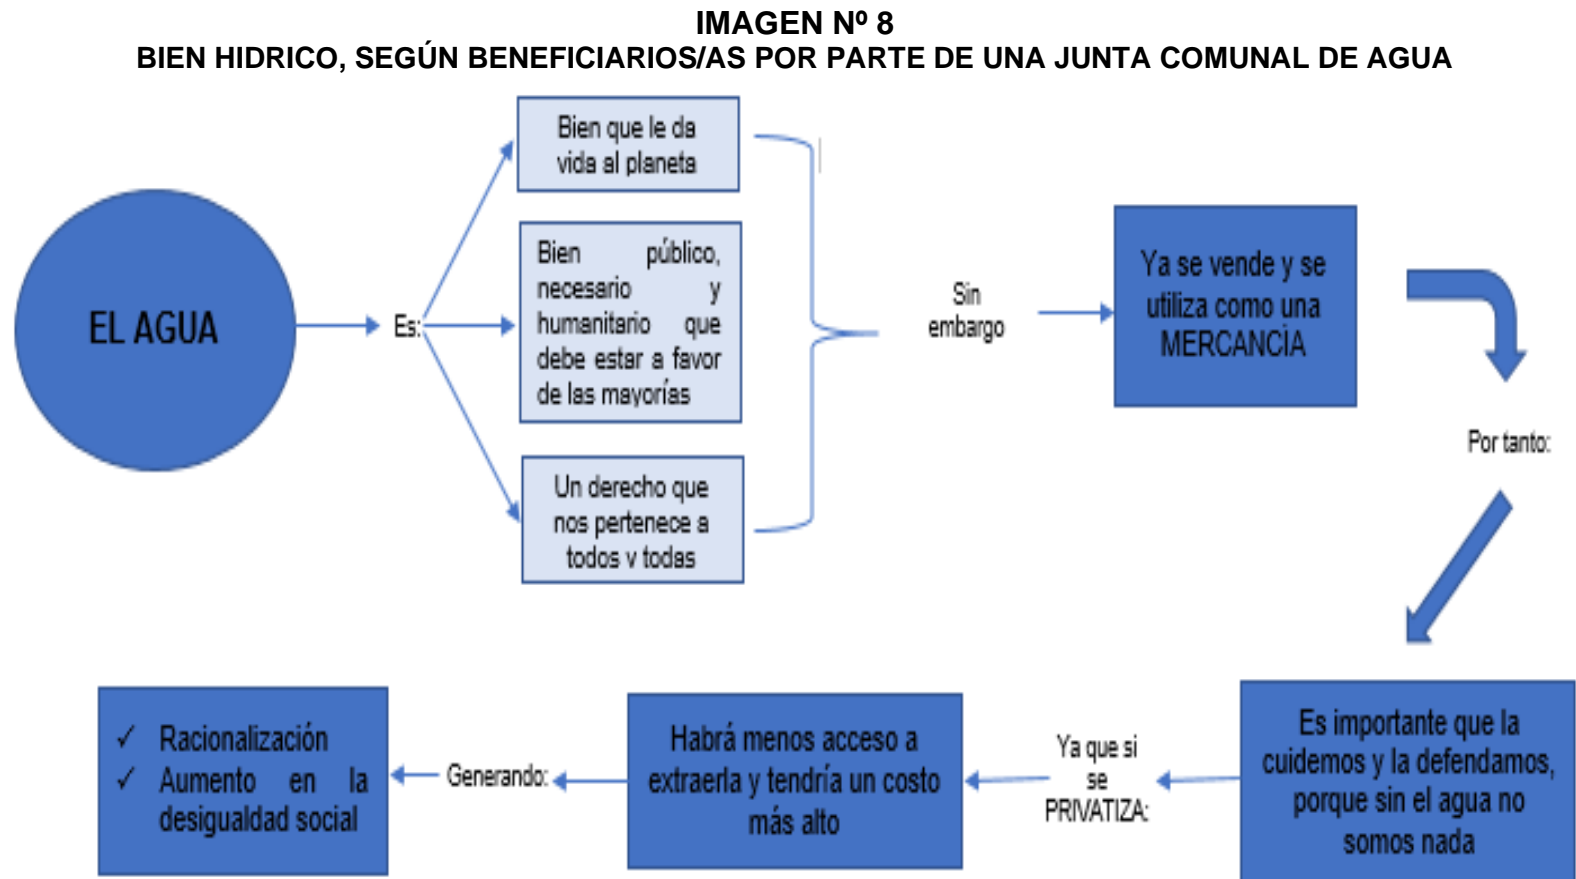 IMAGEN Nº 8
BIEN HIDRICO, SEGÚN BENEFICIARIOS/AS POR PARTE DE UNA JUNTA COMUNAL DE AGUA
EL AGUA
Es:
Bien que le da
vida al planeta
Bien público,
necesario y
humanitario que
debe estar a favor
de las mayorías
Un derecho que
nos pertenece a
todos y todas
Sin
embargo
Ya se vende y se
utiliza como una
MERCANCÍA
Por tanto:
Es importante que la
cuidemos y la defendamos,
porque sin el agua no
somos nada
Ya que si
se
PRIVATIZA:
Habrá menos acceso a
extraerla y tendría un costo
más alto
Generando:
✓ Racionalización
✓ Aumento en la
desigualdad social